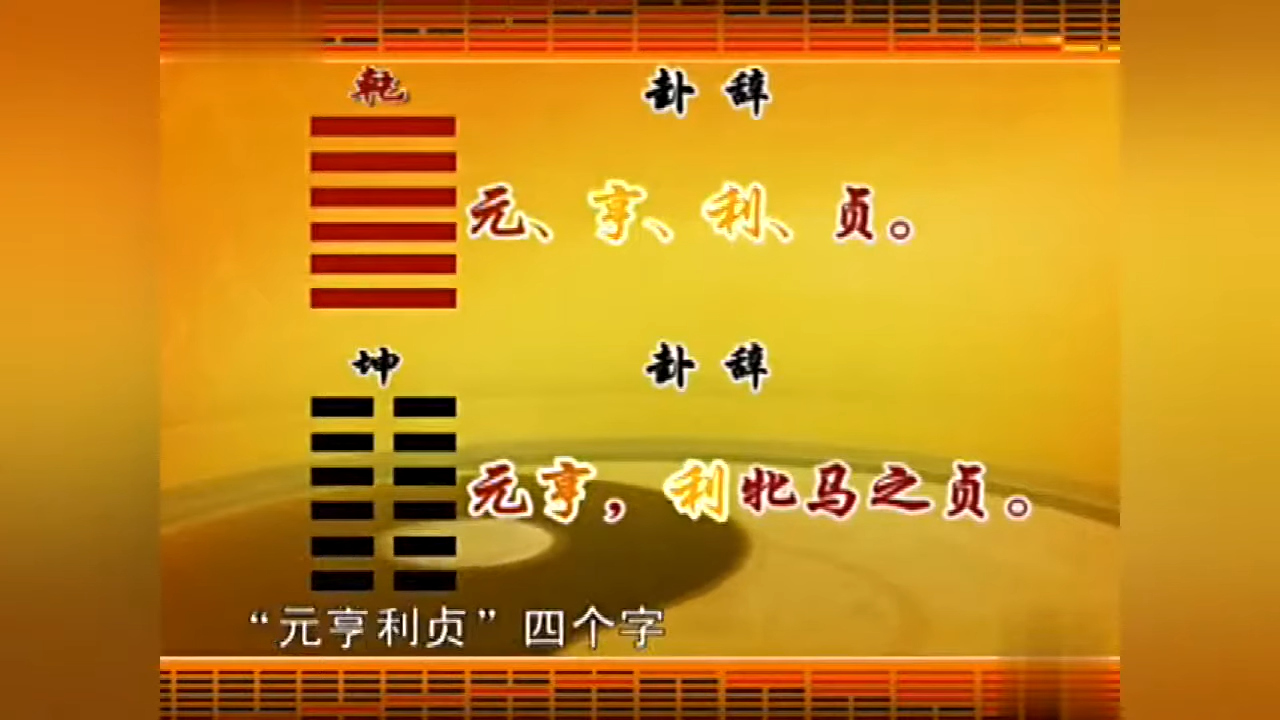 乾
卦辞
元、亨、利、贞。
坤
卦辞
元亨，利牝马之贞。
“元亨利贞”四个字